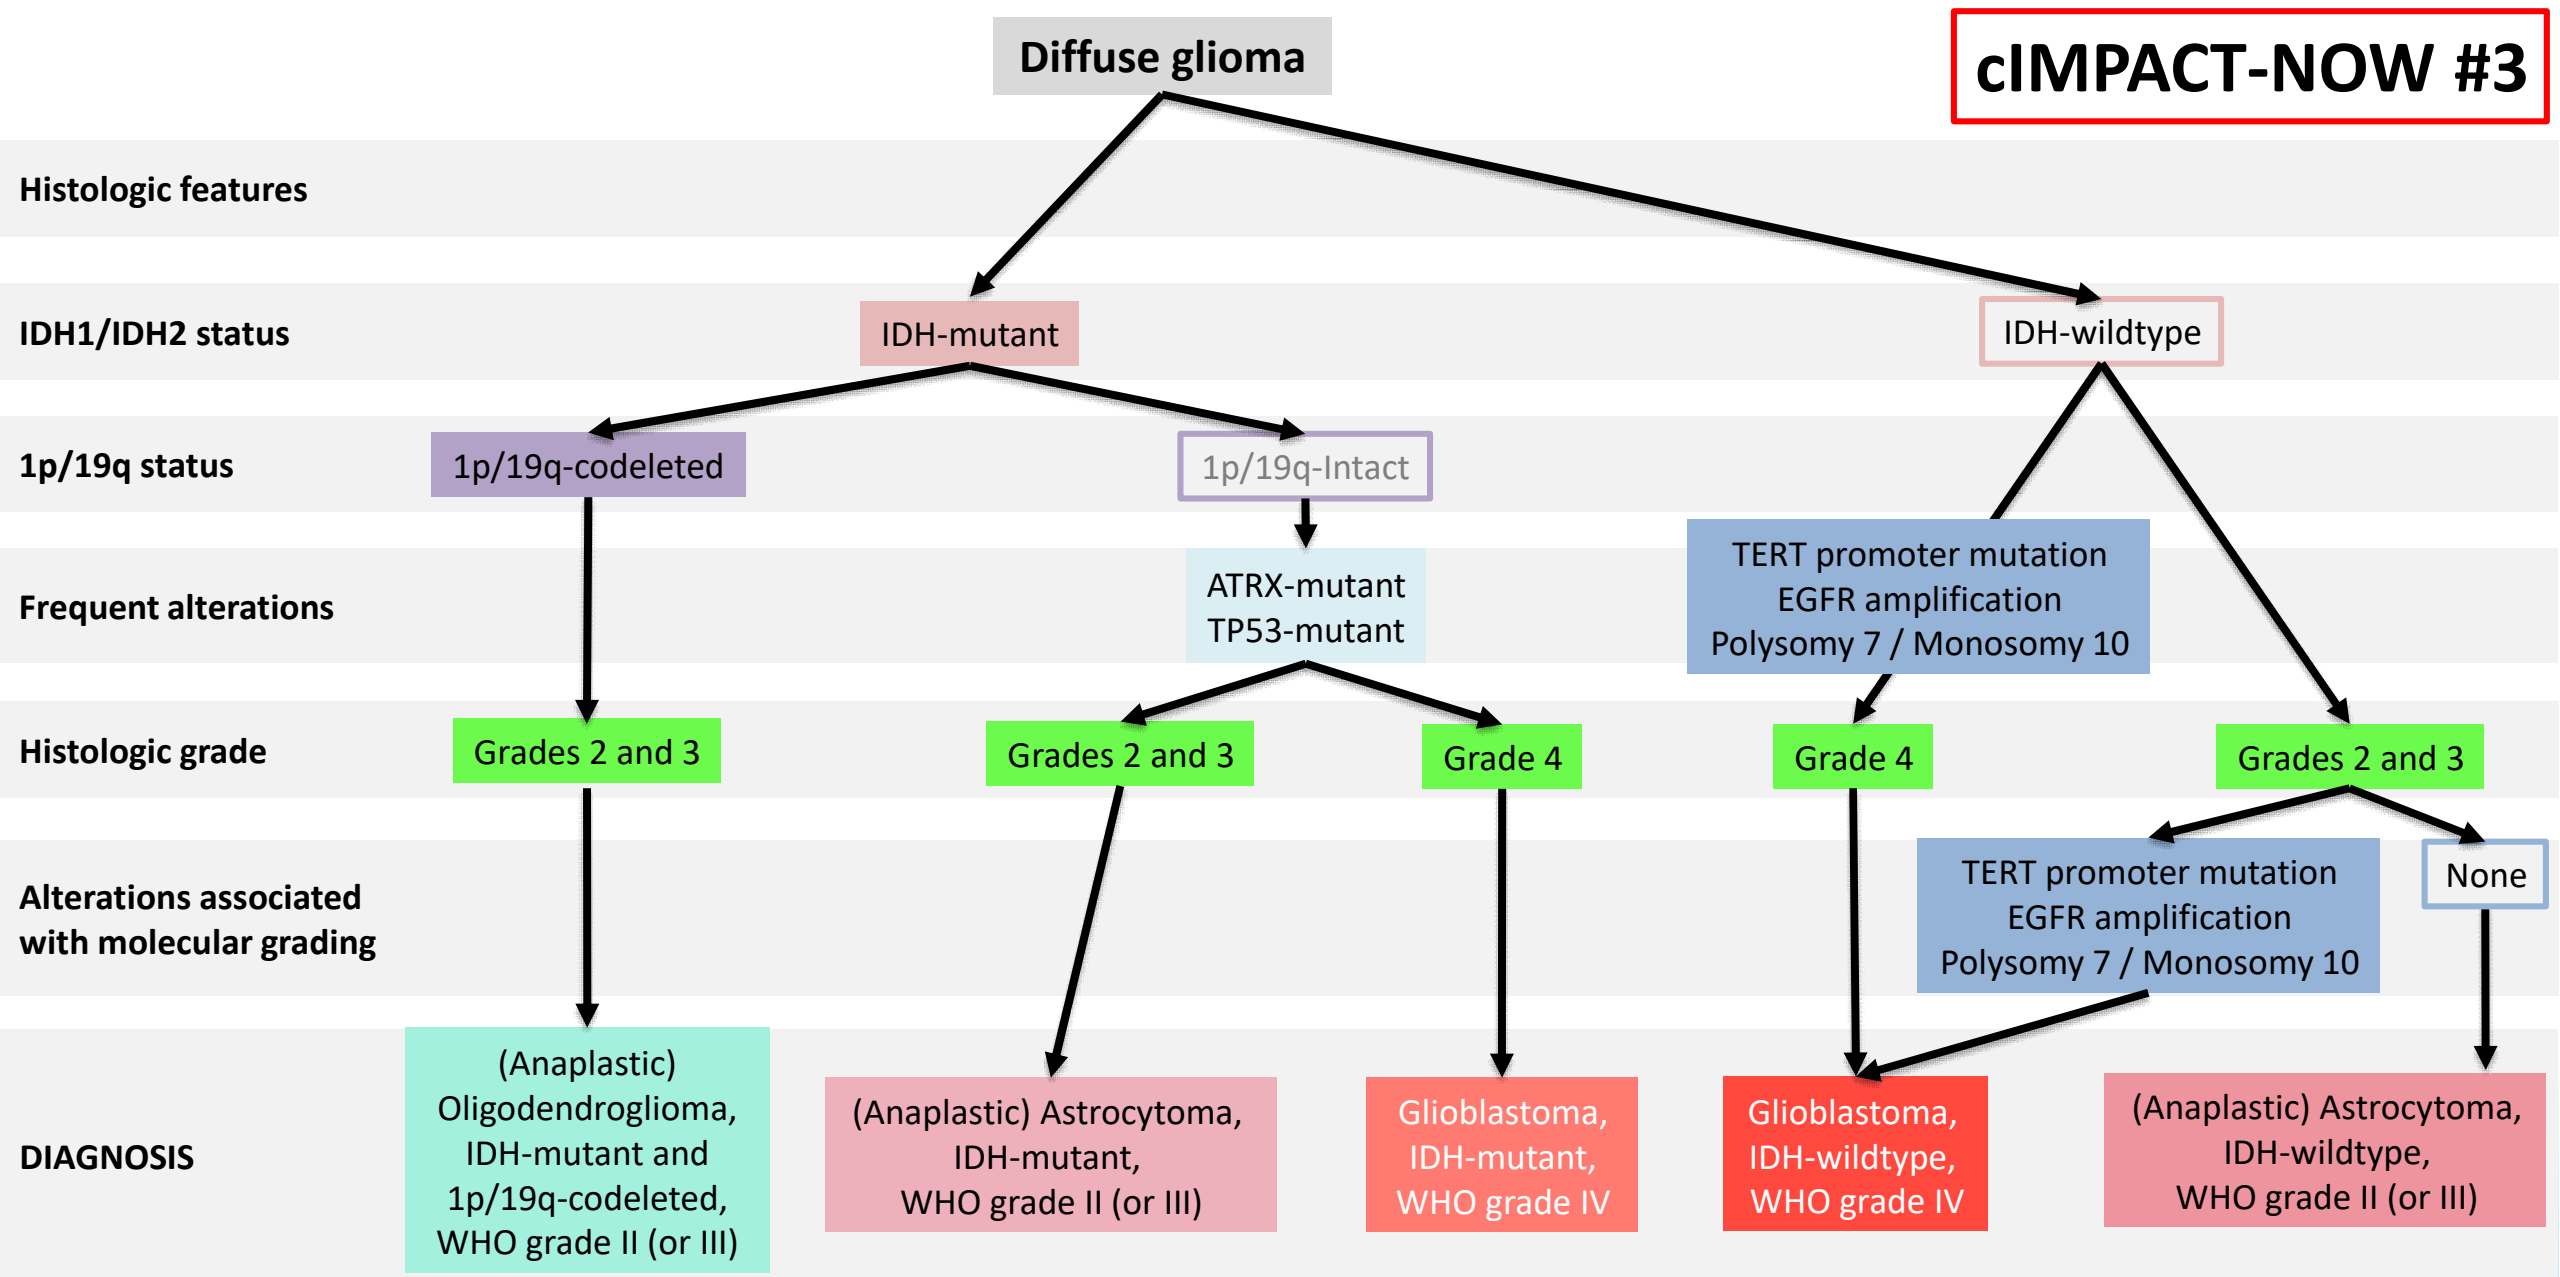 Diffuse glioma
cIMPACT-NOW #3
Histologic features
IDH1/IDH2 status
IDH-mutant
IDH-wildtype
1p/19q status
1p/19q-codeleted
1p/19q-Intact
Frequent alterations
ATRX-mutant
TP53-mutant
TERT promoter mutation
EGFR amplification
Polysomy 7 / Monosomy 10
Histologic grade
Grades 2 and 3
Grades 2 and 3
Grade 4
Grade 4
Grades 2 and 3
Alterations associated
with molecular grading
TERT promoter mutation
EGFR amplification
Polysomy 7 / Monosomy 10
None
DIAGNOSIS
(Anaplastic)
Oligodendroglioma,
IDH-mutant and
1p/19q-codeleted,
WHO grade II (or III)
(Anaplastic) Astrocytoma,
IDH-mutant,
WHO grade II (or III)
Glioblastoma,
IDH-mutant,
WHO grade IV
Glioblastoma,
IDH-wildtype,
WHO grade IV
(Anaplastic) Astrocytoma,
IDH-wildtype,
WHO grade II (or III)